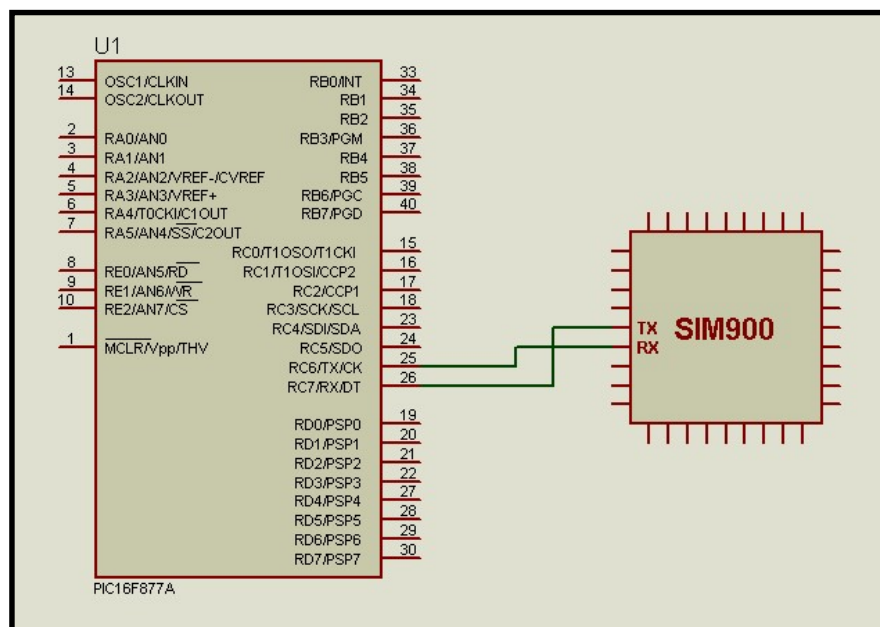 U1
13 OSC1/CLKIN
14 OSC2/CLKOUT
2 RA0/AN0
3 RA1/AN1
4 RA2/AN2/VREF-/CVREF
5 RA3/AN3/VREF+
6 RA4/T0CKI/C1OUT
7 RA5/AN4/SS/C2OUT
8 RE0/AN5/RD
9 RE1/AN6/WR
10 RE2/AN7/CS
1 MCLR/Vpp/THV
RB0/INT 33
RB1 34
RB2 35
RB3/PGM 36
RB4 37
RB5 38
RB6/PGC 39
RB7/PGD 40
RC0/T1OSO/T1CKI 15
RC1/T1OSI/CCP2 16
RC2/CCP1 17
RC3/SCK/SCL 18
RC4/SDI/SDA 23
RC5/SDO 24
RC6/TX/CK 25
RC7/RX/DT 26
RD0/PSP0 19
RD1/PSP1 20
RD2/PSP2 21
RD3/PSP3 22
RD4/PSP4 27
RD5/PSP5 28
RD6/PSP6 29
RD7/PSP7 30
PIC16F877A
TX
RX
SIM900